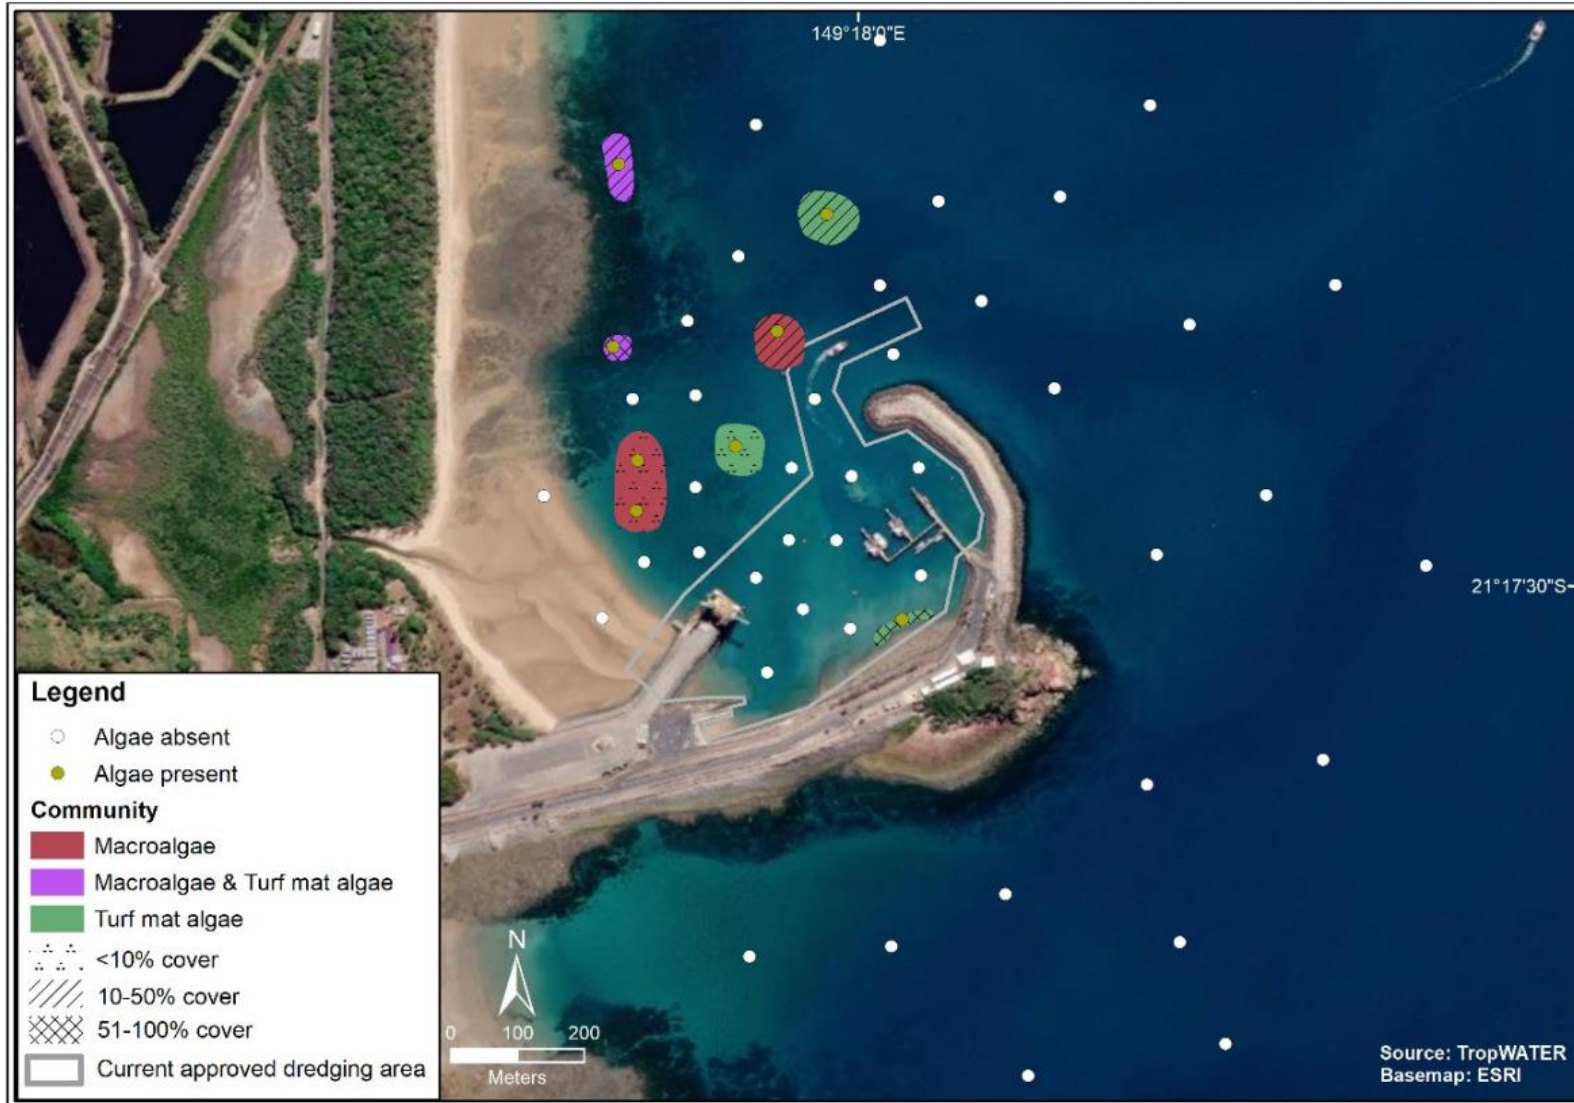 149°18'0"E
21°17'30"S
Legend
Algae absent
Algae present
Community
Macroalgae
Macroalgae & Turf mat algae
Turf mat algae
<10% cover
10-50% cover
51-100% cover
Current approved dredging area
N
0 100 200
Meters
Source: TropWATER
Basemap: ESRI